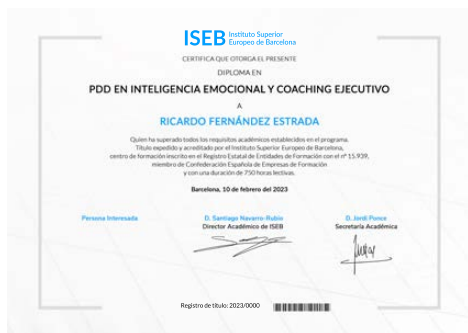 ISEB Instituto Superior
Europeo de Barcelona
CERTIFICA QUE OTORGA EL PRESENTE
DIPLOMA EN
PDD EN INTELIGENCIA EMOCIONAL Y COACHING EJECUTIVO
A
RICARDO FERNÁNDEZ ESTRADA
Quien ha superado todos los requisitos académicos establecidos en el programa.
Título expedido y acreditado por el Instituto Superior Europeo de Barcelona,
centro de formación inscrito en el Registro Estatal de Entidades de Formación con el nº 15.939,
miembro de Confederación Española de Empresas de Formación
y con una duración de 750 horas lectivas.
Barcelona, 10 de febrero del 2023
Persona Interesada
D. Santiago Navarro-Rubio
Director Académico de ISEB
D. Jordi Ponce
Secretaría Académica
Registro de título: 2023/0000